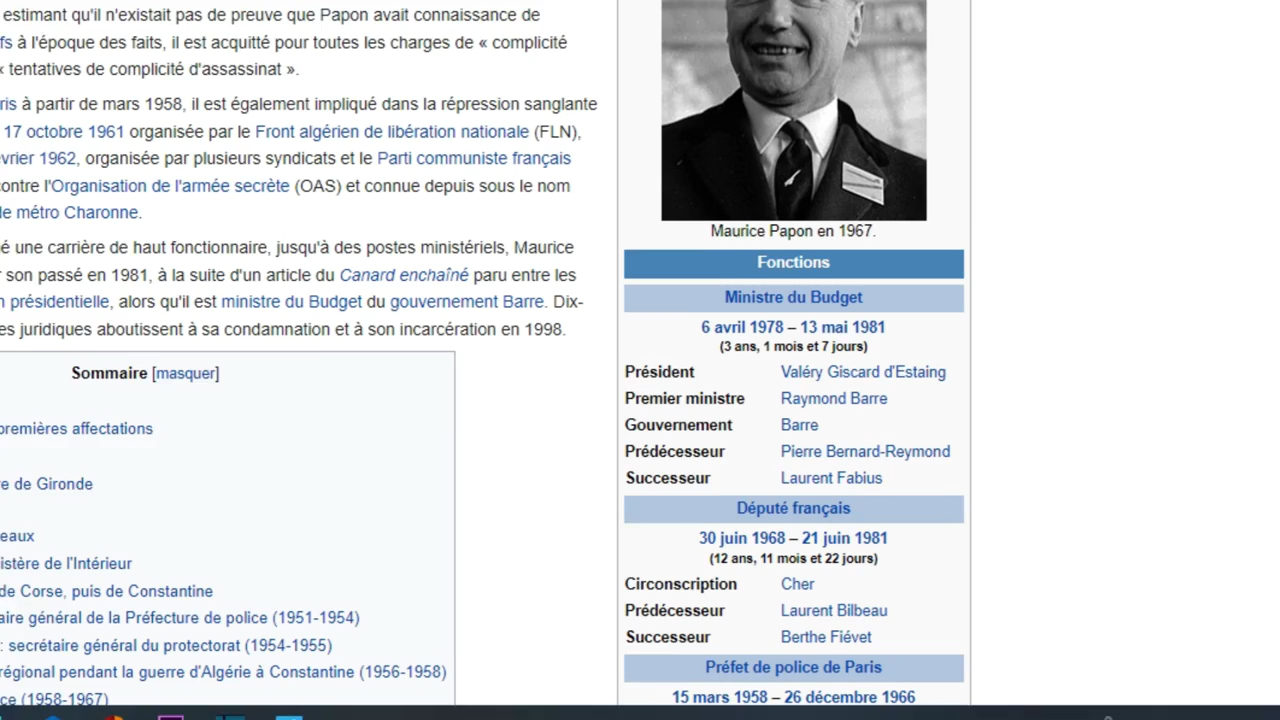 estimant qu'il n'existait pas de preuve que Papon avait connaissance de
fs à l'époque des faits, il est acquitté pour toutes les charges de « complicité
« tentatives de complicité d'assassinat ».
ris à partir de mars 1958, il est également impliqué dans la répression sanglante
17 octobre 1961 organisée par le Front algérien de libération nationale (FLN),
évrier 1962, organisée par plusieurs syndicats et le Parti communiste français
contre l'Organisation de l'armée secrète (OAS) et connue depuis sous le nom
de métro Charonne.
é une carrière de haut fonctionnaire, jusqu'à des postes ministériels, Maurice
r son passé en 1981, à la suite d'un article du Canard enchaîné paru entre les
n présidentielle, alors qu'il est ministre du Budget du gouvernement Barre. Dix-
es juridiques aboutissent à sa condamnation et à son incarcération en 1998.
Sommaire [masquer]
premières affectations
re de Gironde
eaux
istère de l'Intérieur
de Corse, puis de Constantine
aire général de la Préfecture de police (1951-1954)
: secrétaire général du protectorat (1954-1955)
régional pendant la guerre d'Algérie à Constantine (1956-1958)
ce (1958-1967)
Maurice Papon en 1967.
Fonctions
Ministre du Budget
6 avril 1978 – 13 mai 1981
(3 ans, 1 mois et 7 jours)
Président Valéry Giscard d'Estaing
Premier ministre Raymond Barre
Gouvernement Barre
Prédécesseur Pierre Bernard-Reymond
Successeur Laurent Fabius
Député français
30 juin 1968 – 21 juin 1981
(12 ans, 11 mois et 22 jours)
Circonscription Cher
Prédécesseur Laurent Bilbeau
Successeur Berthe Fiévet
Préfet de police de Paris
15 mars 1958 – 26 décembre 1966